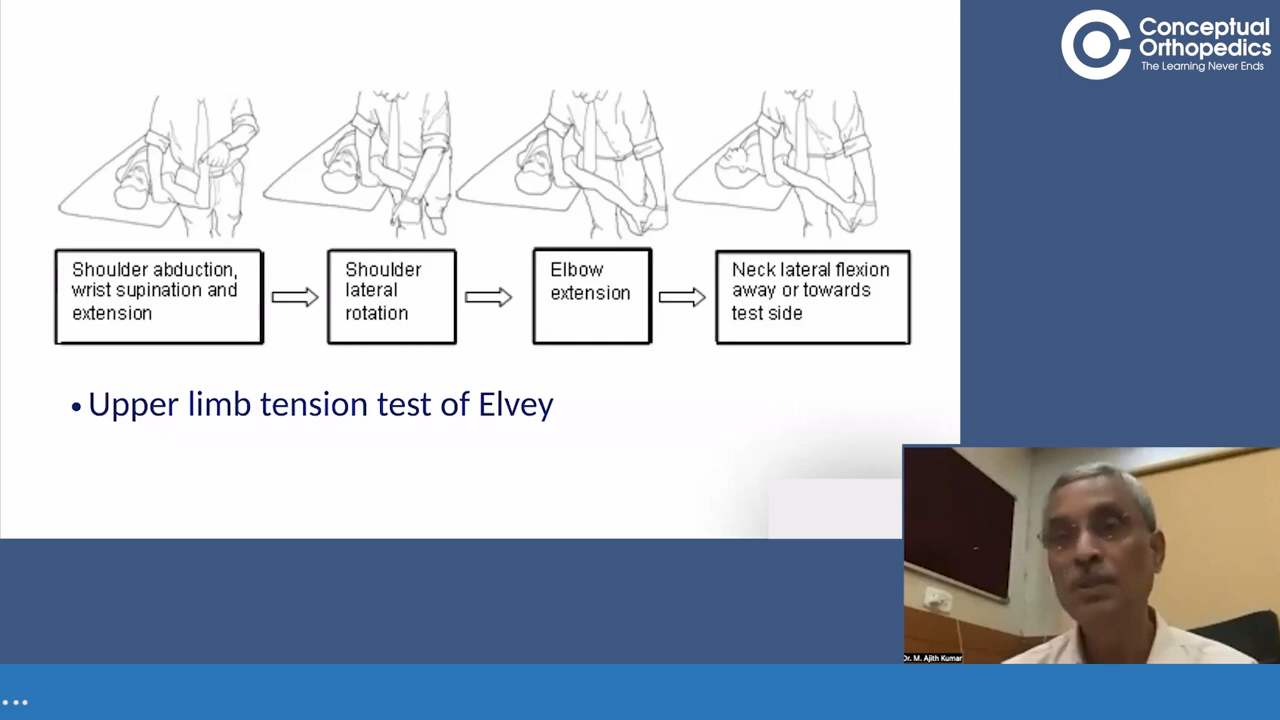 Conceptual
Orthopedics
The Learning Never Ends
Shoulder abduction,
wrist supination and
extension
Shoulder
lateral
rotation
Elbow
extension
Neck lateral flexion
away or towards
test side
• Upper limb tension test of Elvey
Dr. M. Ajith Kumar